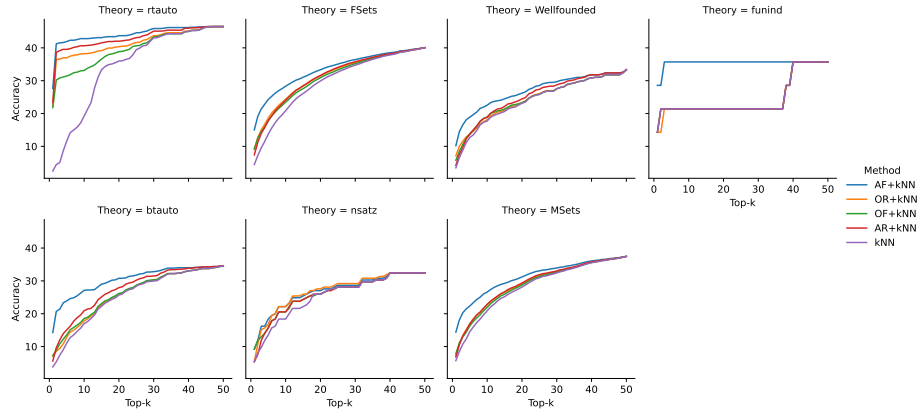 Theory = rtauto
Theory = FSets
Theory = Wellfounded
Theory = funind
40
30
20
10
Accuracy
0 10 20 30 40 50
Top-k
Method
AF+kNN
OR+kNN
OF+kNN
AR+kNN
kNN
Theory = btauto
Theory = nsatz
Theory = MSets
40
30
20
10
Accuracy
0 10 20 30 40 50
Top-k
0 10 20 30 40 50
Top-k
0 10 20 30 40 50
Top-k